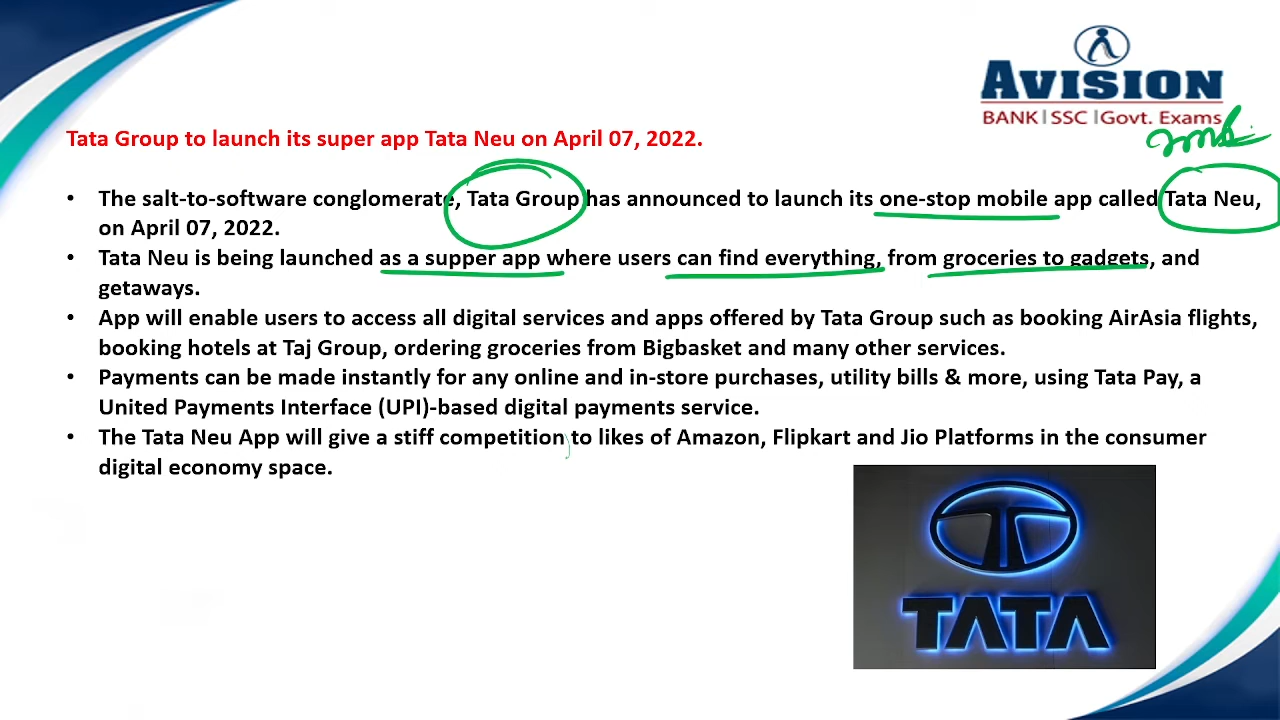 AVISION
BANK | SSC | Govt. Exams
Tata Group to launch its super app Tata Neu on April 07, 2022.
• The salt-to-software conglomerate, Tata Group has announced to launch its one-stop mobile app called Tata Neu,
on April 07, 2022.
• Tata Neu is being launched as a supper app where users can find everything, from groceries to gadgets, and
getaways.
• App will enable users to access all digital services and apps offered by Tata Group such as booking AirAsia flights,
booking hotels at Taj Group, ordering groceries from Bigbasket and many other services.
• Payments can be made instantly for any online and in-store purchases, utility bills & more, using Tata Pay, a
United Payments Interface (UPI)-based digital payments service.
• The Tata Neu App will give a stiff competition to likes of Amazon, Flipkart and Jio Platforms in the consumer
digital economy space.
TATA